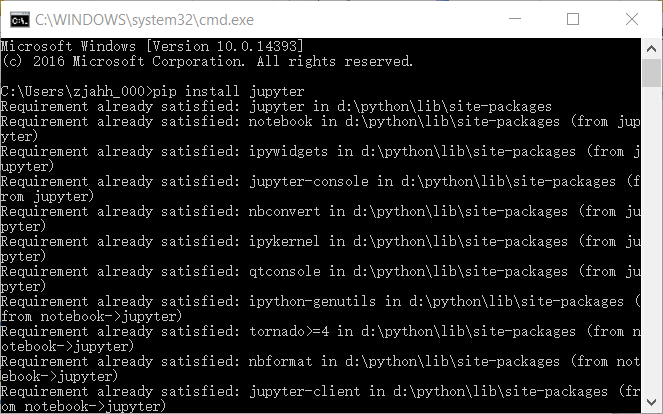 C:\WINDOWS\system32\cmd.exe
Microsoft Windows [Version 10.0.14393]
(c) 2016 Microsoft Corporation. All rights reserved.
C:\Users\zjahh_000>pip install jupyter
Requirement already satisfied: jupyter in d:\python\lib\site-packages
Requirement already satisfied: notebook in d:\python\lib\site-packages (from jup
yter)
Requirement already satisfied: ipywidgets in d:\python\lib\site-packages (from j
upyter)
Requirement already satisfied: jupyter-console in d:\python\lib\site-packages (f
rom jupyter)
Requirement already satisfied: nbconvert in d:\python\lib\site-packages (from ju
pyter)
Requirement already satisfied: ipykernel in d:\python\lib\site-packages (from ju
pyter)
Requirement already satisfied: qtconsole in d:\python\lib\site-packages (from ju
pyter)
Requirement already satisfied: ipython-genutils in d:\python\lib\site-packages (
from notebook->jupyter)
Requirement already satisfied: tornado>=4 in d:\python\lib\site-packages (from n
otebook->jupyter)
Requirement already satisfied: nbformat in d:\python\lib\site-packages (from not
ebook->jupyter)
Requirement already satisfied: jupyter-client in d:\python\lib\site-packages (fr
om notebook->jupyter)